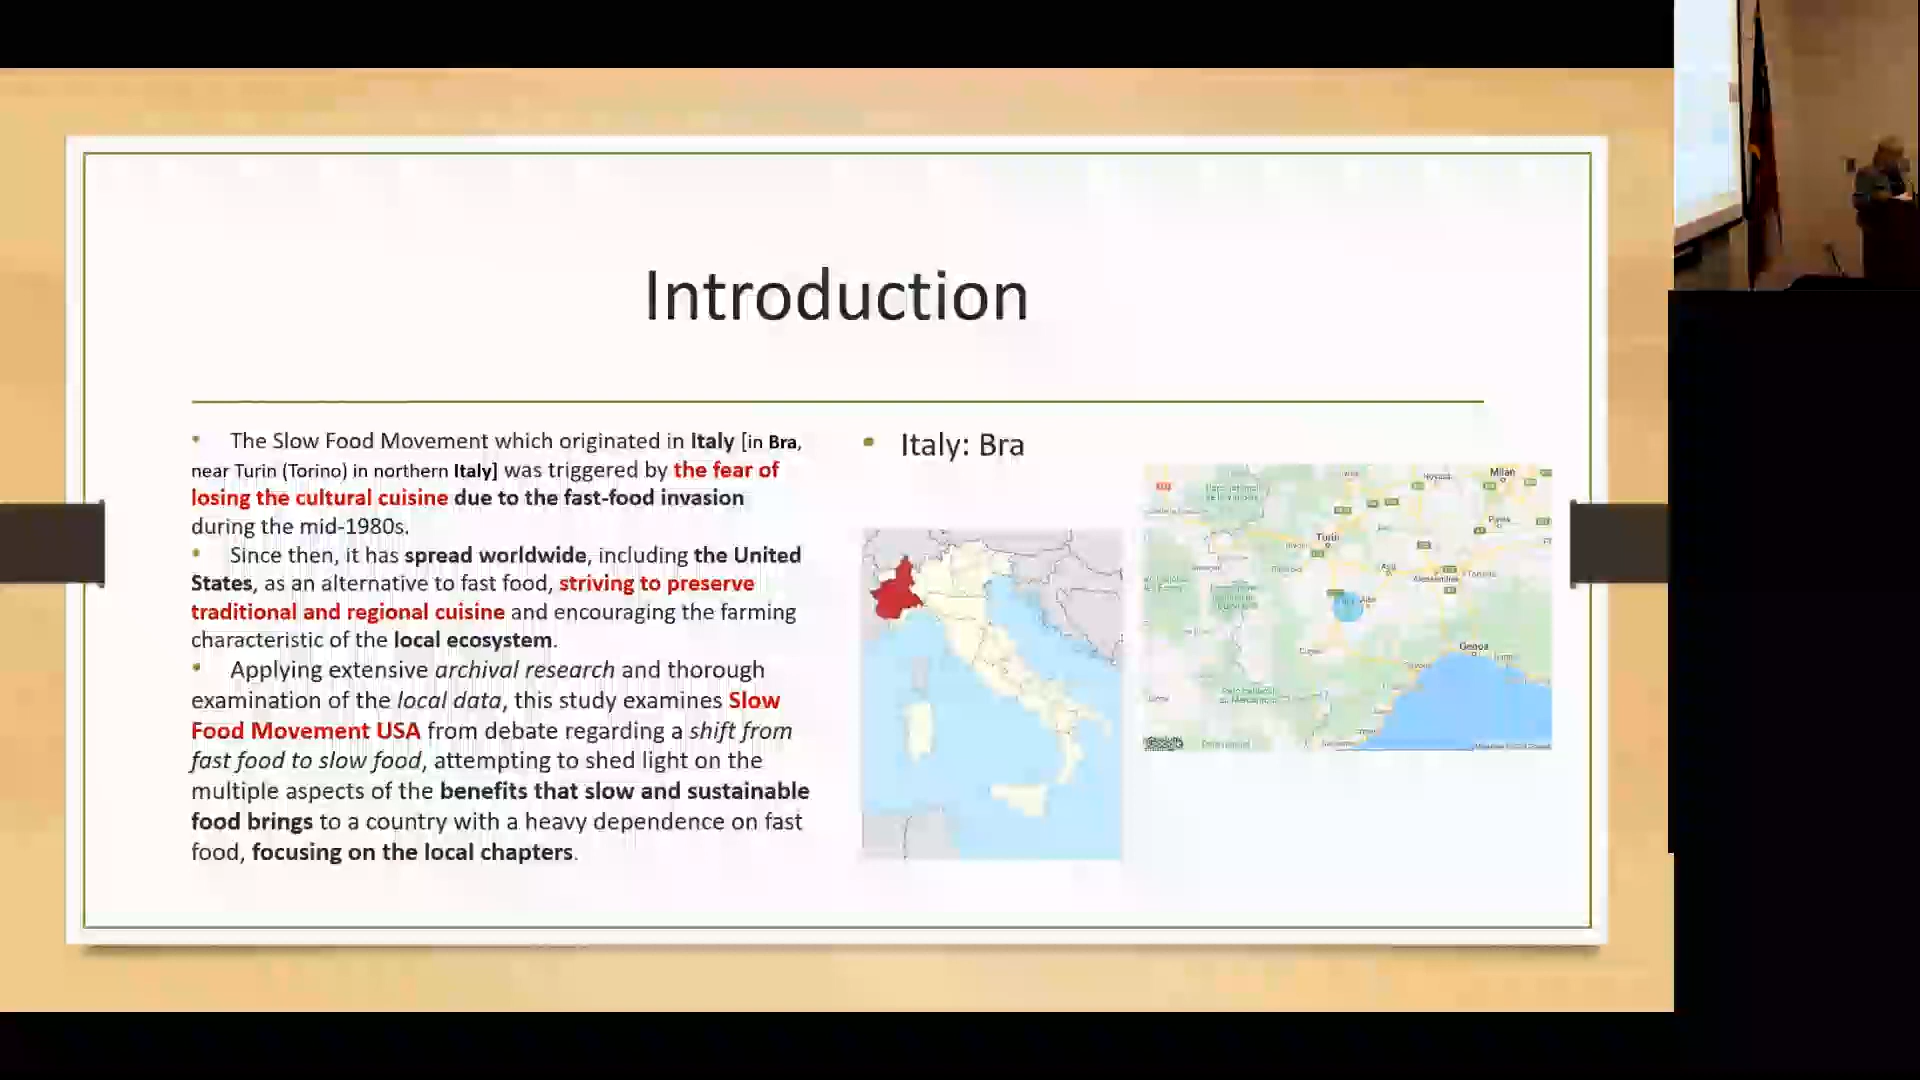 Introduction
• The Slow Food Movement which originated in Italy [in Bra,
near Turin (Torino) in northern Italy] was triggered by the fear of
losing the cultural cuisine due to the fast-food invasion
during the mid-1980s.
• Since then, it has spread worldwide, including the United
States, as an alternative to fast food, striving to preserve
traditional and regional cuisine and encouraging the farming
characteristic of the local ecosystem.
• Applying extensive archival research and thorough
examination of the local data, this study examines Slow
Food Movement USA from debate regarding a shift from
fast food to slow food, attempting to shed light on the
multiple aspects of the benefits that slow and sustainable
food brings to a country with a heavy dependence on fast
food, focusing on the local chapters.
• Italy: Bra
Milan
Turin
Asti
Alessandria
Genoa